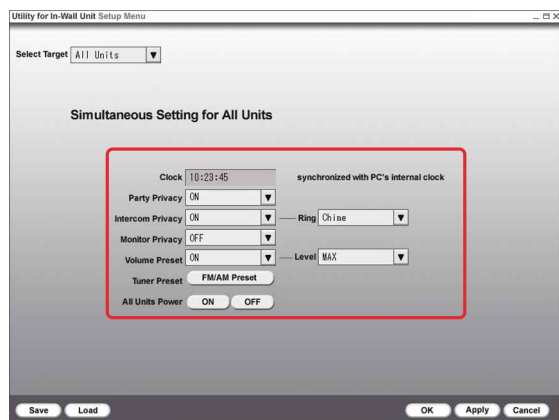 Utility for In-Wall Unit Setup Menu
Select Target All Units
Simultaneous Setting for All Units
Clock 10:23:45 synchronized with PC's internal clock
Party Privacy ON
Intercom Privacy ON Ring Chine
Monitor Privacy OFF
Volume Preset ON Level MAX
Tuner Preset FM/AM Preset
All Units Power ON OFF
Save Load OK Apply Cancel